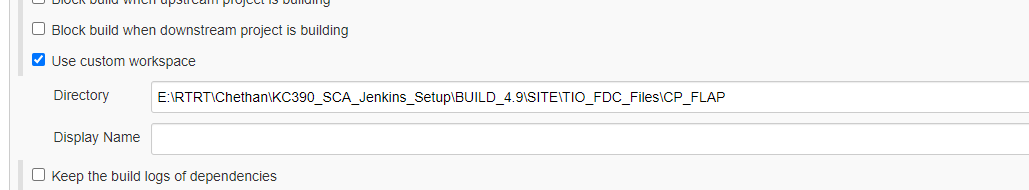 Block build when upstream project is building
Block build when downstream project is building
Use custom workspace
Directory
E:\RTRT\Chethan\KC390_SCA_Jenkins_Setup\BUILD_4.9\SITE\TIO_FDC_Files\CP_FLAP
Display Name
Keep the build logs of dependencies